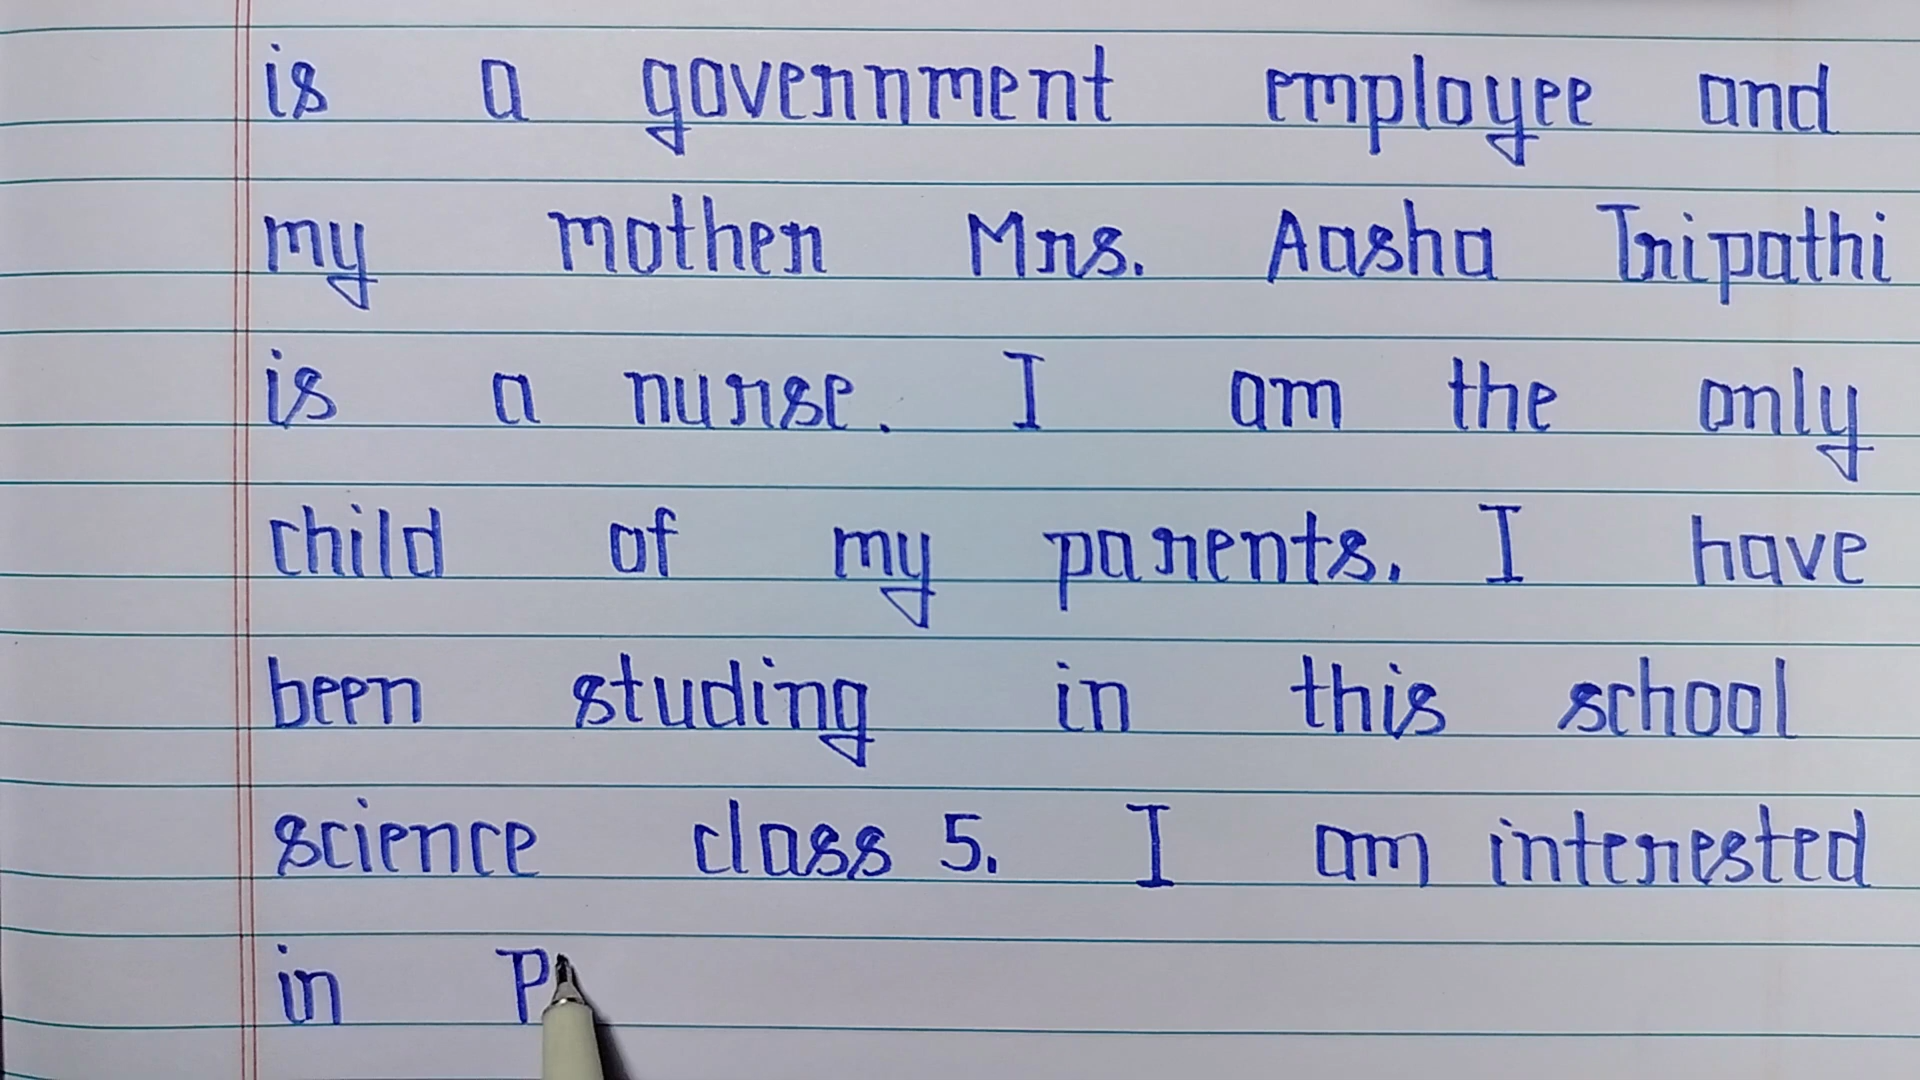 is a government employee and
my mother Mrs. Aasha Tripathi
is a nurse. I am the only
child of my parents. I have
been studing in this school
science class 5. I am interested
in P